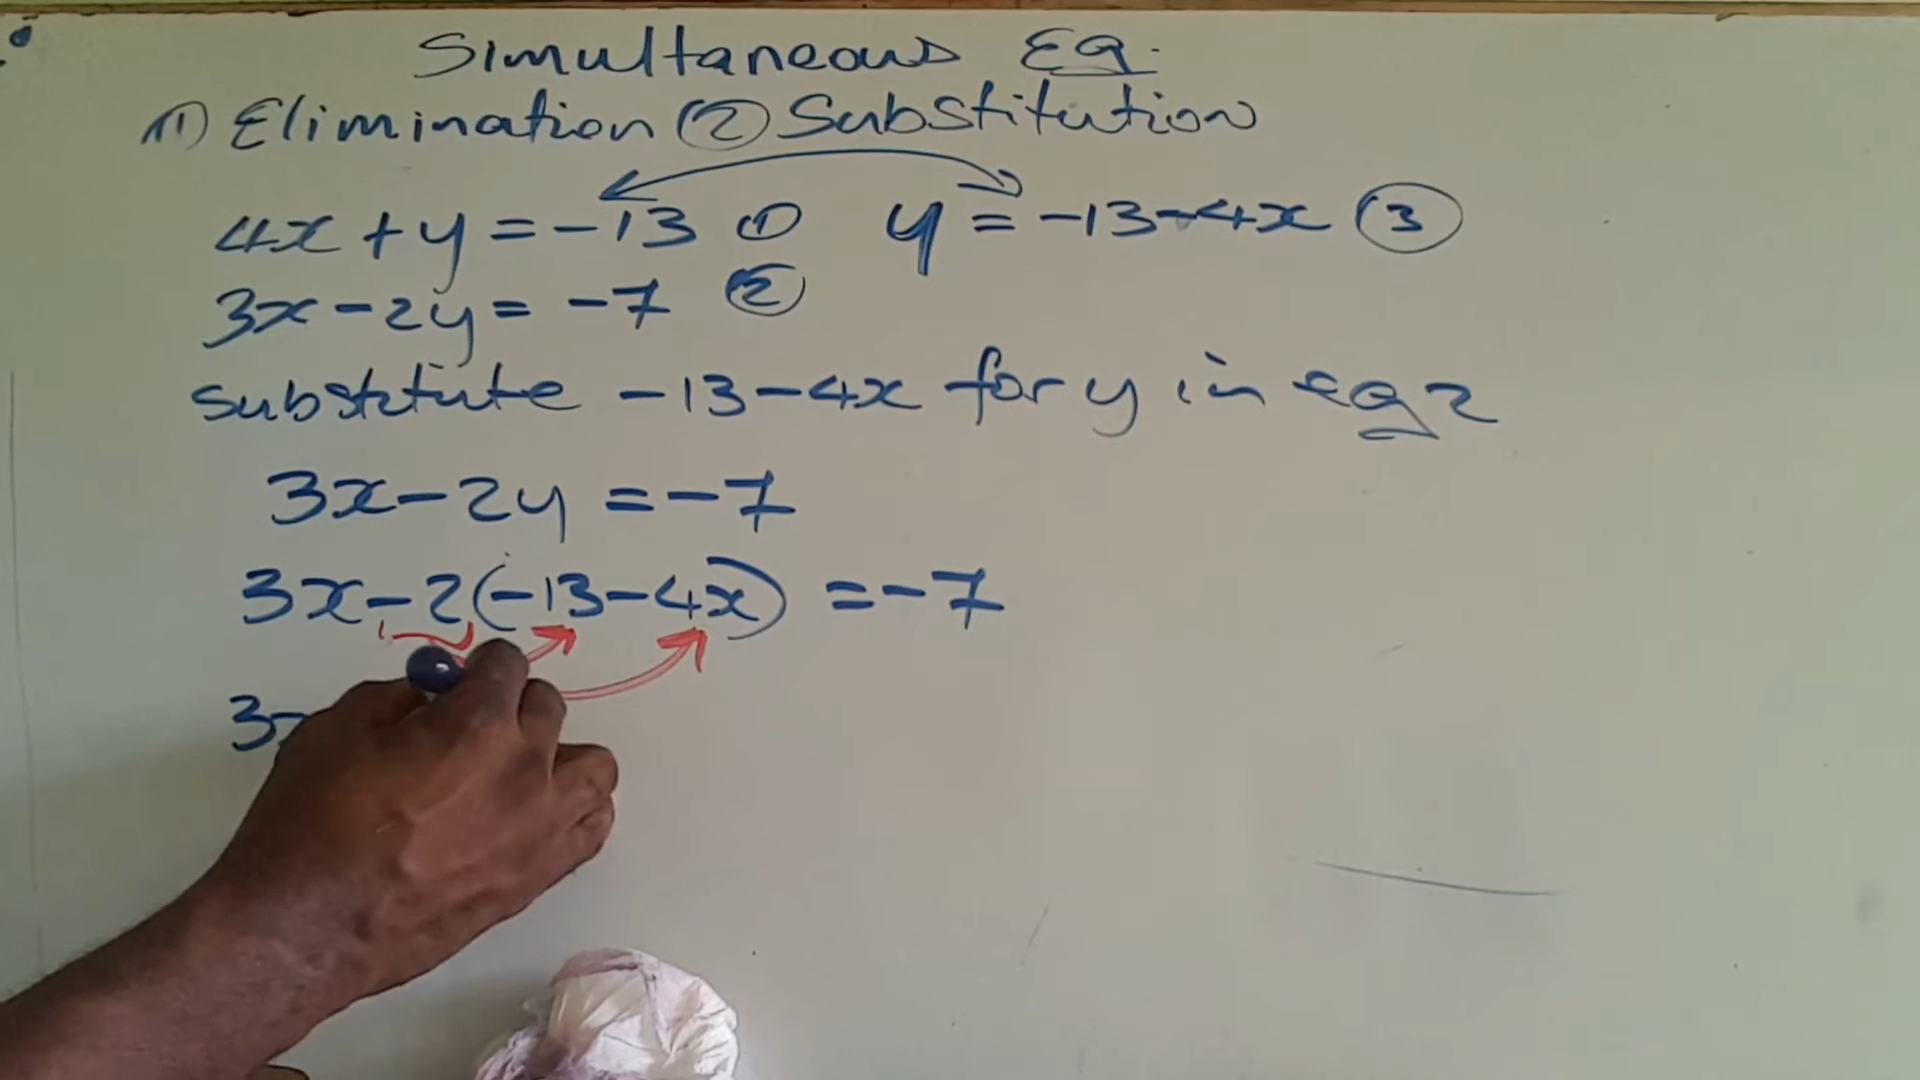 Simultaneous EQ.
(1) Elimination (2) Substitution
4x + y = -13 (1) y = -13 - 4x (3)
3x - 2y = -7 (2)
substitute -13 - 4x for y in eq 2
3x - 2y = -7
3x - 2(-13 - 4x) = -7
3x